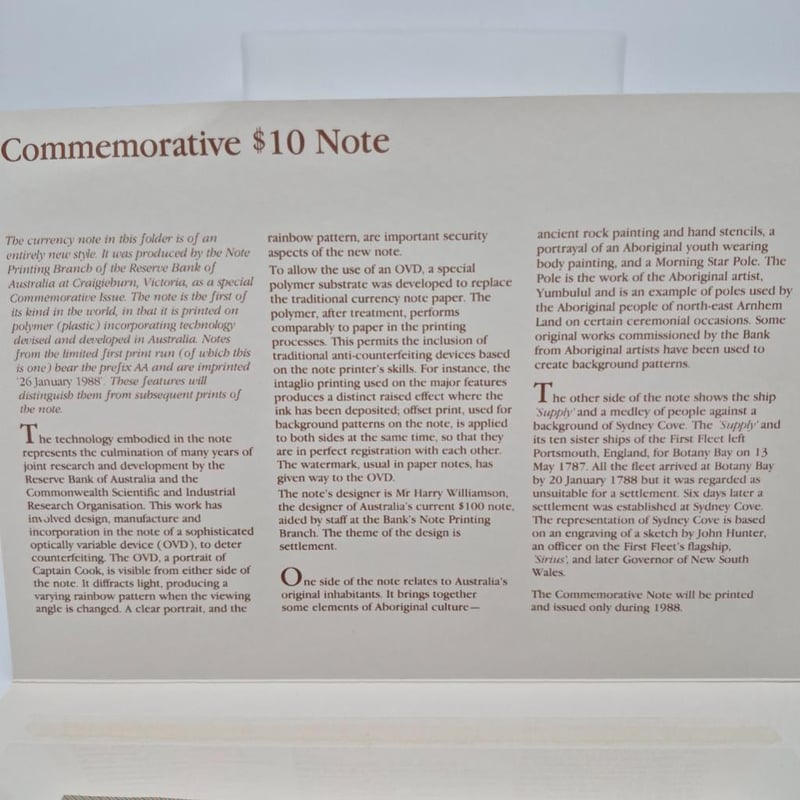 Commemorative $10 Note
The currency note in this folder is of an
entirely new style. It was produced by the Note
Printing Branch of the Reserve Bank of
Australia at Craigieburn, Victoria, as a special
Commemorative Issue. The note is the first of
its kind in the world, in that it is printed on
polymer (plastic) incorporating technology
devised and developed in Australia. Notes
from the limited first print run (of which this
is one) bear the prefix AA and are imprinted
'26 January 1988'. These features will
distinguish them from subsequent prints of
the note.
The technology embodied in the note
represents the culmination of many years of
joint research and development by the
Reserve Bank of Australia and the
Commonwealth Scientific and Industrial
Research Organisation. This work has
involved design, manufacture and
incorporation in the note of a sophisticated
optically variable device (OVD), to deter
counterfeiting. The OVD, a portrait of
Captain Cook, is visible from either side of
the note. It diffracts light, producing a
varying rainbow pattern when the viewing
angle is changed. A clear portrait, and the
rainbow pattern, are important security
aspects of the new note.
To allow the use of an OVD, a special
polymer substrate was developed to replace
the traditional currency note paper. The
polymer, after treatment, performs
comparably to paper in the printing
processes. This permits the inclusion of
traditional anti-counterfeiting devices based
on the note printer's skills. For instance, the
intaglio printing used on the major features
produces a distinct raised effect where the
ink has been deposited; offset print, used for
background patterns on the note, is applied
to both sides at the same time, so that they
are in perfect registration with each other.
The watermark, usual in paper notes, has
given way to the OVD.
The note's designer is Mr Harry Williamson,
the designer of Australia's current $100 note,
aided by staff at the Bank's Note Printing
Branch. The theme of the design is
settlement.
One side of the note relates to Australia's
original inhabitants. It brings together
some elements of Aboriginal culture—
ancient rock painting and hand stencils, a
portrayal of an Aboriginal youth wearing
body painting, and a Morning Star Pole. The
Pole is the work of the Aboriginal artist,
Yumbulul and is an example of poles used by
the Aboriginal people of north-east Arnhem
Land on certain ceremonial occasions. Some
original works commissioned by the Bank
from Aboriginal artists have been used to
create background patterns.
The other side of the note shows the ship
'Supply' and a medley of people against a
background of Sydney Cove. The 'Supply' and
its ten sister ships of the First Fleet left
Portsmouth, England, for Botany Bay on 13
May 1787. All the fleet arrived at Botany Bay
by 20 January 1788 but it was regarded as
unsuitable for a settlement. Six days later a
settlement was established at Sydney Cove.
The representation of Sydney Cove is based
on an engraving of a sketch by John Hunter,
an officer on the First Fleet's flagship,
'Sirius', and later Governor of New South
Wales.
The Commemorative Note will be printed
and issued only during 1988.